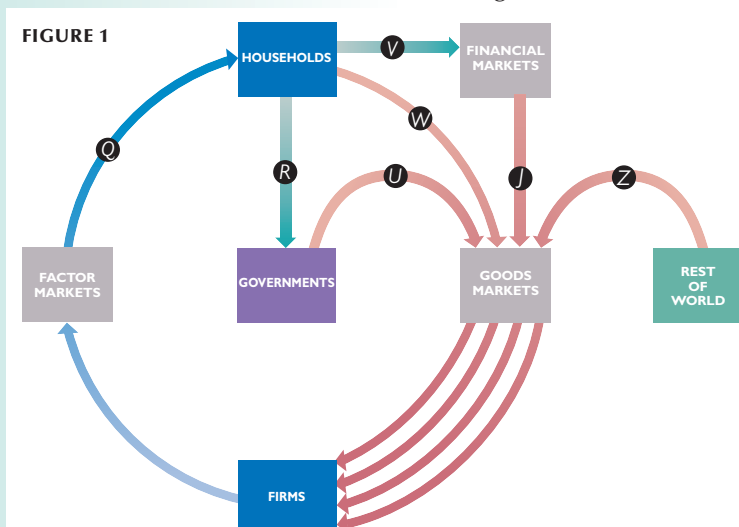 FIGURE 1
HOUSEHOLDS
V
FINANCIAL
MARKETS
W
Q
R
U
J
Z
FACTOR
MARKETS
GOVERNMENTS
GOODS
MARKETS
REST
OF
WORLD
FIRMS